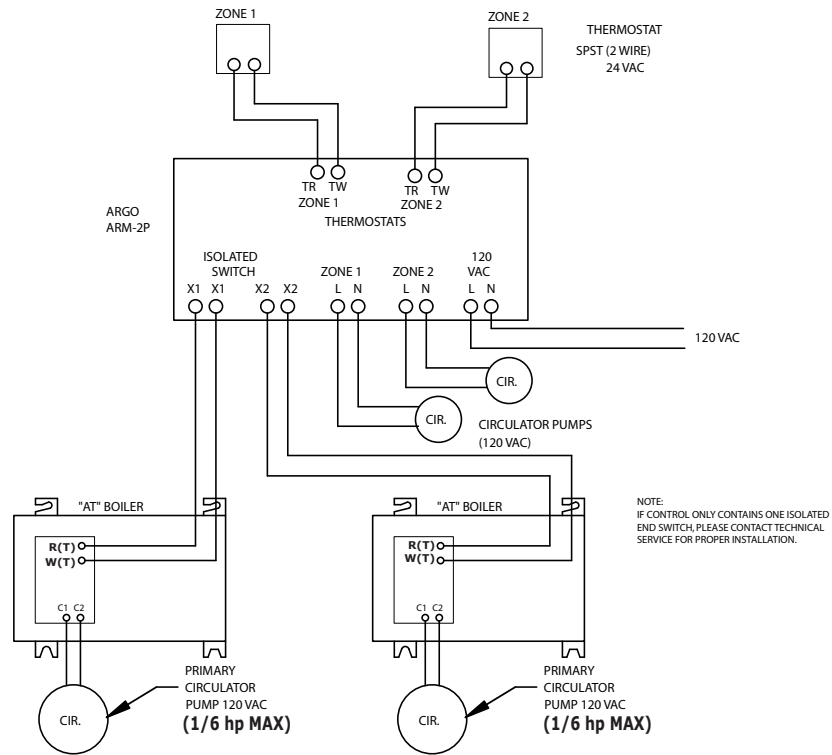 ZONE 1
ZONE 2
THERMOSTAT
SPST (2 WIRE)
24 VAC
TR TW
ZONE 1
TR TW
ZONE 2
THERMOSTATS
ARGO
ARM-2P
ISOLATED
SWITCH
X1 X1 X2 X2
ZONE 1
L N
ZONE 2
L N
120
VAC
L N
120 VAC
CIR.
CIR.
CIRCULATOR PUMPS
(120 VAC)
"AT" BOILER
R(T)
W(T)
C1 C2
CIR.
PRIMARY
CIRCULATOR
PUMP 120 VAC
(1/6 hp MAX)
"AT" BOILER
R(T)
W(T)
C1 C2
CIR.
PRIMARY
CIRCULATOR
PUMP 120 VAC
(1/6 hp MAX)
NOTE:
IF CONTROL ONLY CONTAINS ONE ISOLATED
END SWITCH, PLEASE CONTACT TECHNICAL
SERVICE FOR PROPER INSTALLATION.